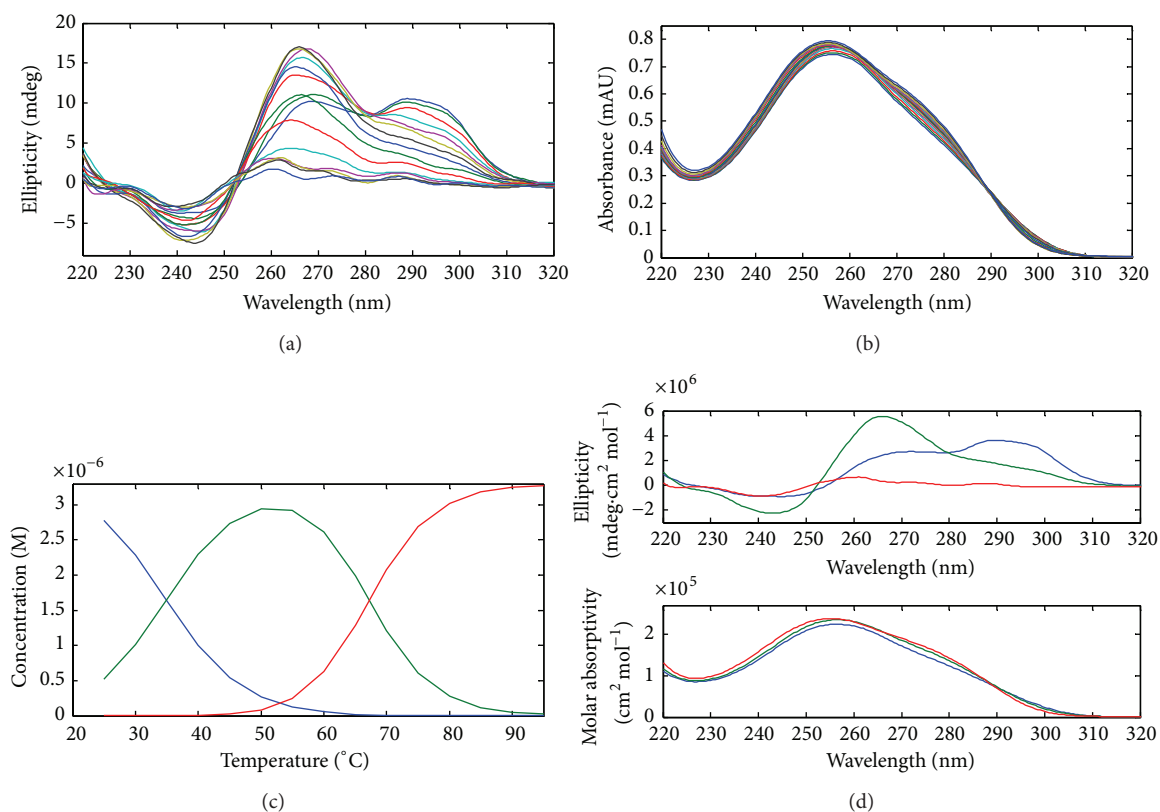 20
15
10
5
0
−5
Ellipticity (mdeg)
220 230 240 250 260 270 280 290 300 310 320
Wavelength (nm)
(a)
0.8
0.7
0.6
0.5
0.4
0.3
0.2
0.1
0
Absorbance (mAU)
220 230 240 250 260 270 280 290 300 310 320
Wavelength (nm)
(b)
×10⁻⁶
3
2.5
2
1.5
1
0.5
0
Concentration (M)
20 30 40 50 60 70 80 90
Temperature (°C)
(c)
×10⁶
6
4
2
0
−2
Ellipticity
(mdeg·cm² mol⁻¹)
220 230 240 250 260 270 280 290 300 310 320
Wavelength (nm)
×10⁵
2
1
0
Molar absorptivity
(cm² mol⁻¹)
220 230 240 250 260 270 280 290 300 310 320
Wavelength (nm)
(d)